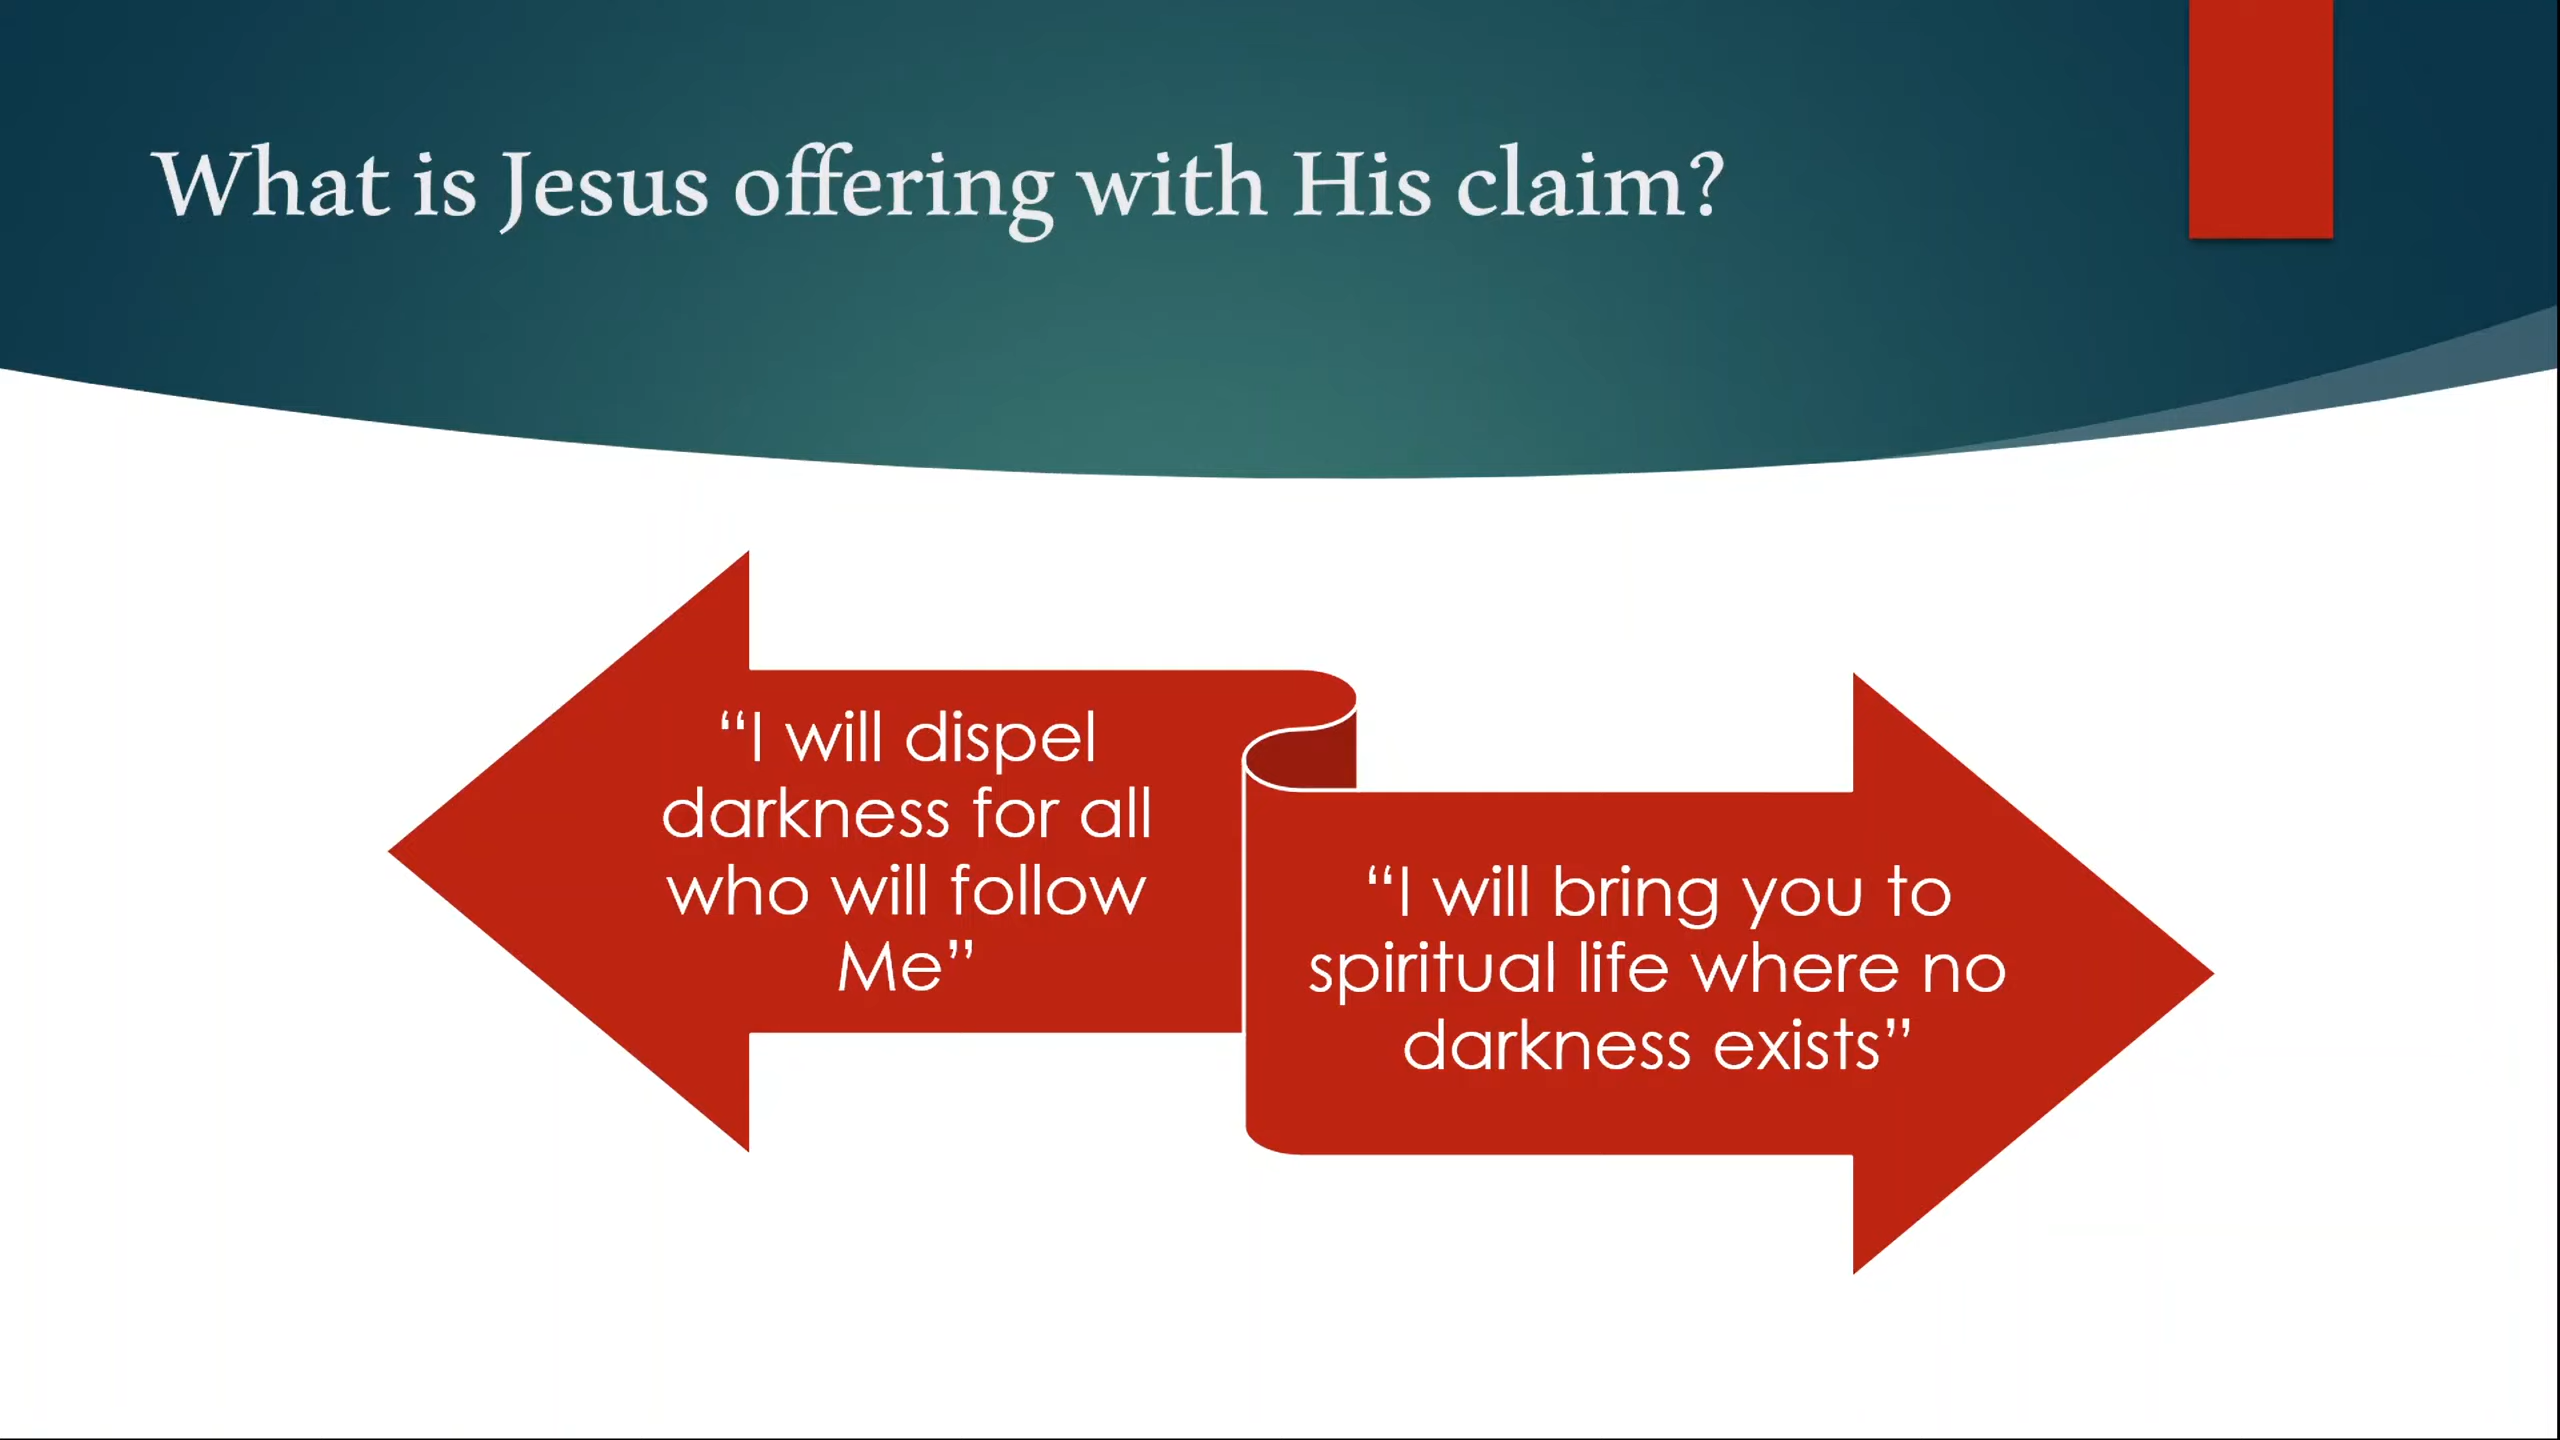 What is Jesus offering with His claim?
“I will dispel
darkness for all
who will follow
Me”
“I will bring you to
spiritual life where no
darkness exists”